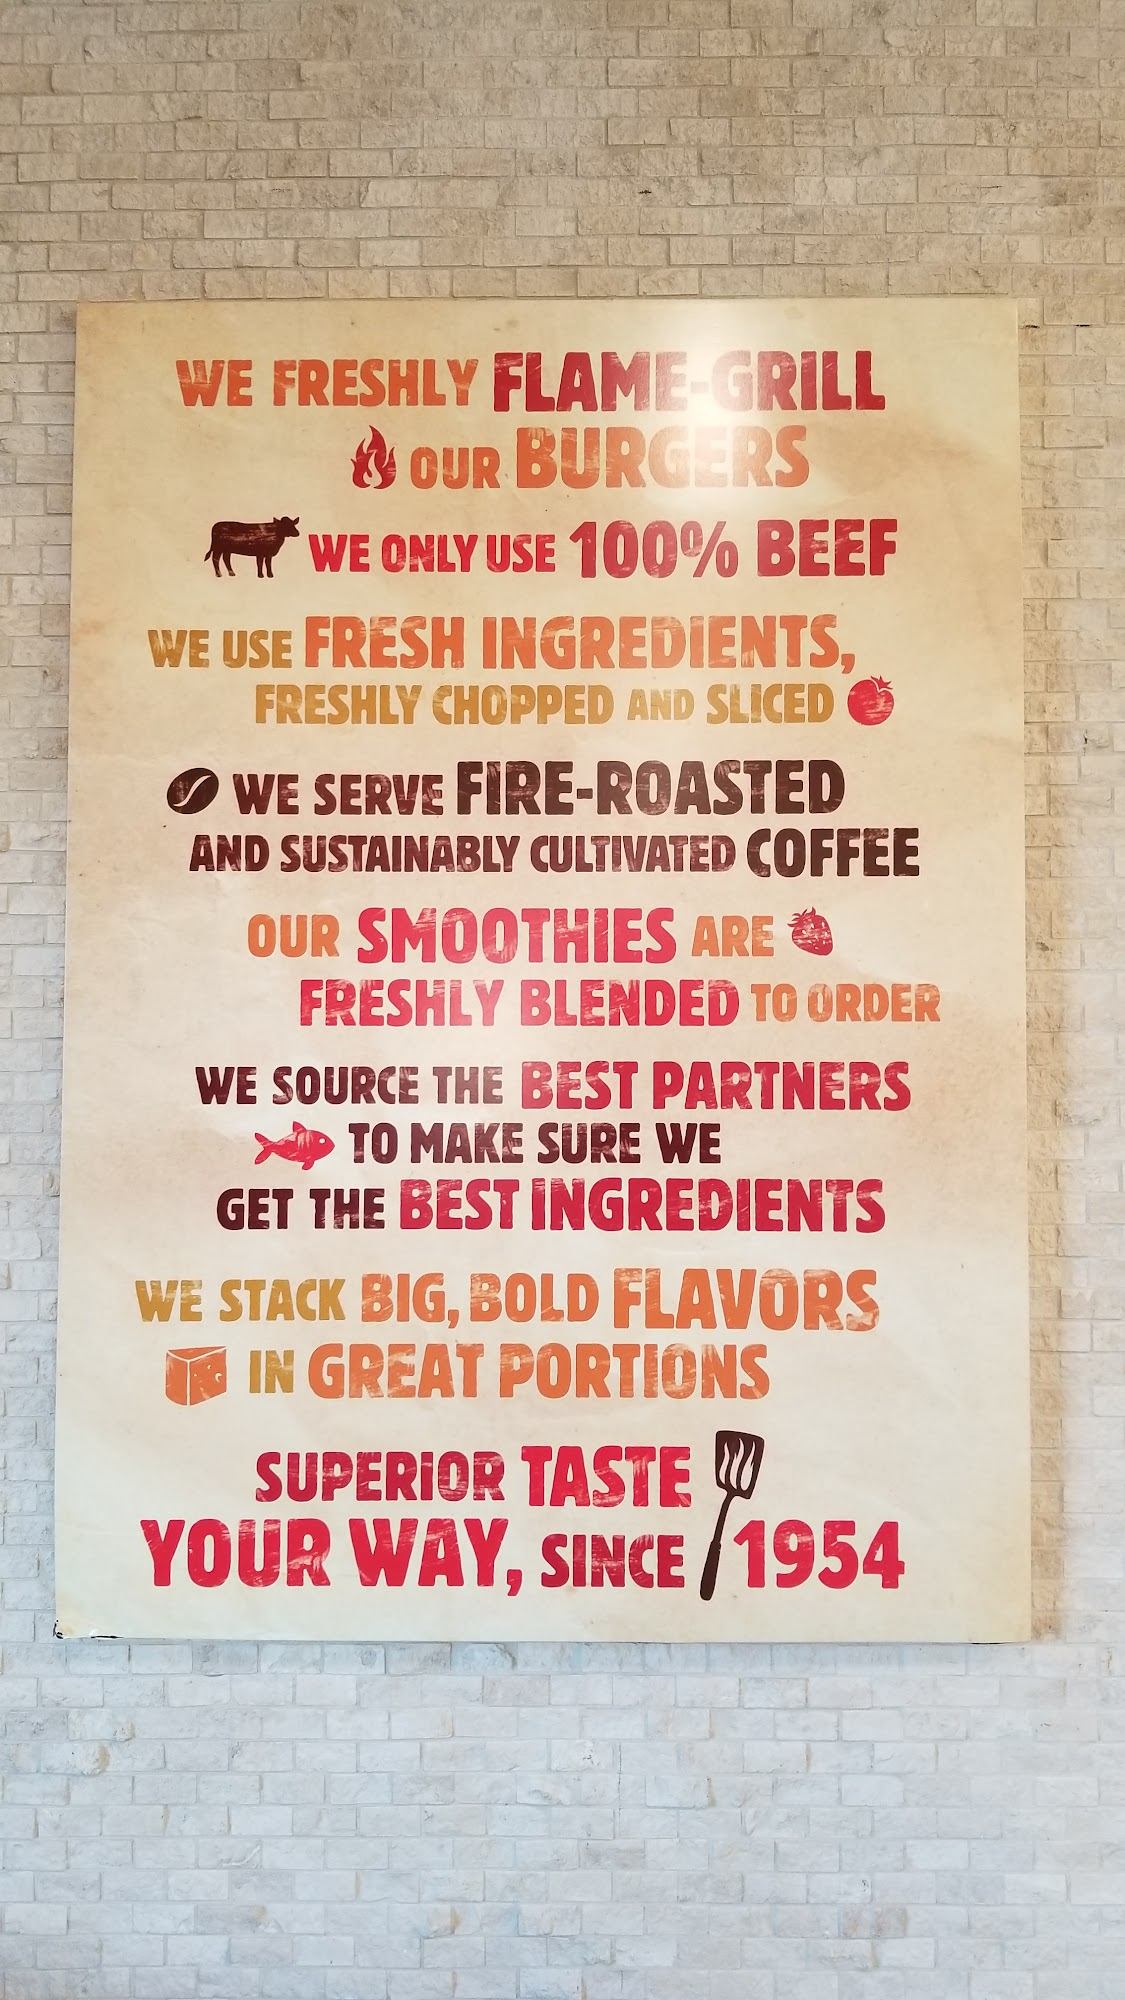 WE FRESHLY FLAME-GRILL
OUR BURGERS
WE ONLY USE 100% BEEF
WE USE FRESH INGREDIENTS,
FRESHLY CHOPPED AND SLICED
WE SERVE FIRE-ROASTED
AND SUSTAINABLY CULTIVATED COFFEE
OUR SMOOTHIES ARE
FRESHLY BLENDED TO ORDER
WE SOURCE THE BEST PARTNERS
TO MAKE SURE WE
GET THE BEST INGREDIENTS
WE STACK BIG, BOLD FLAVORS
IN GREAT PORTIONS
SUPERIOR TASTE
YOUR WAY, SINCE 1954